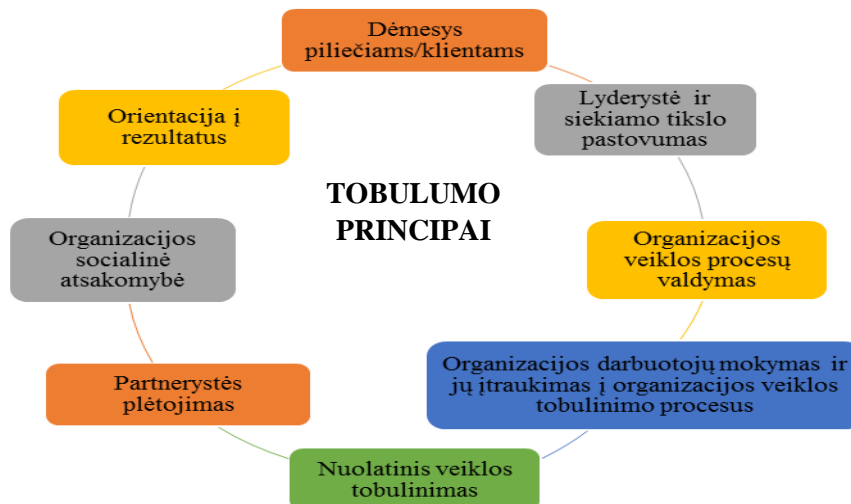 Dėmesys
piliečiams/klientams
Lyderystė ir
siekiamo tikslo
pastovumas
Organizacijos
veiklos procesų
valdymas
Organizacijos darbuotojų mokymas ir
jų įtraukimas į organizacijos veiklos
tobulinimo procesus
Nuolatinis veiklos
tobulinimas
Partnerystės
plėtojimas
Organizacijos
socialinė
atsakomybė
Orientacija į
rezultatus
TOBULUMO
PRINCIPAI